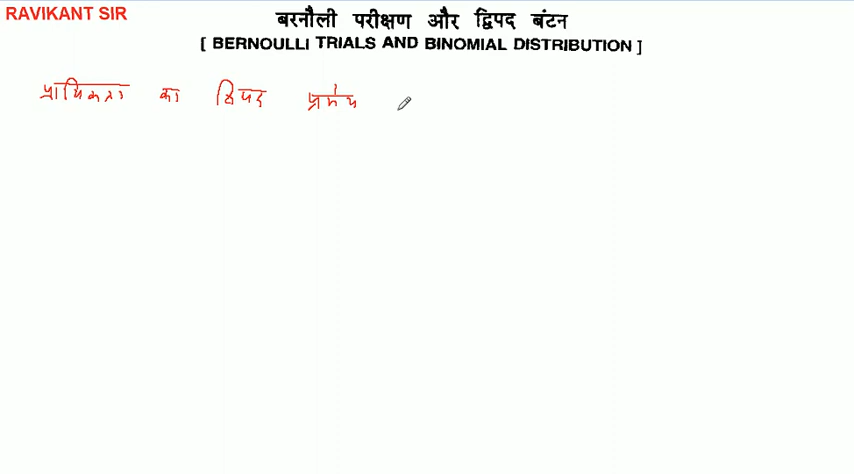 RAVIKANT SIR
बरनौली परीक्षण और द्विपद बंटन
[ BERNOULLI TRIALS AND BINOMIAL DISTRIBUTION ]
प्रायिकता का द्विपद प्रमेय